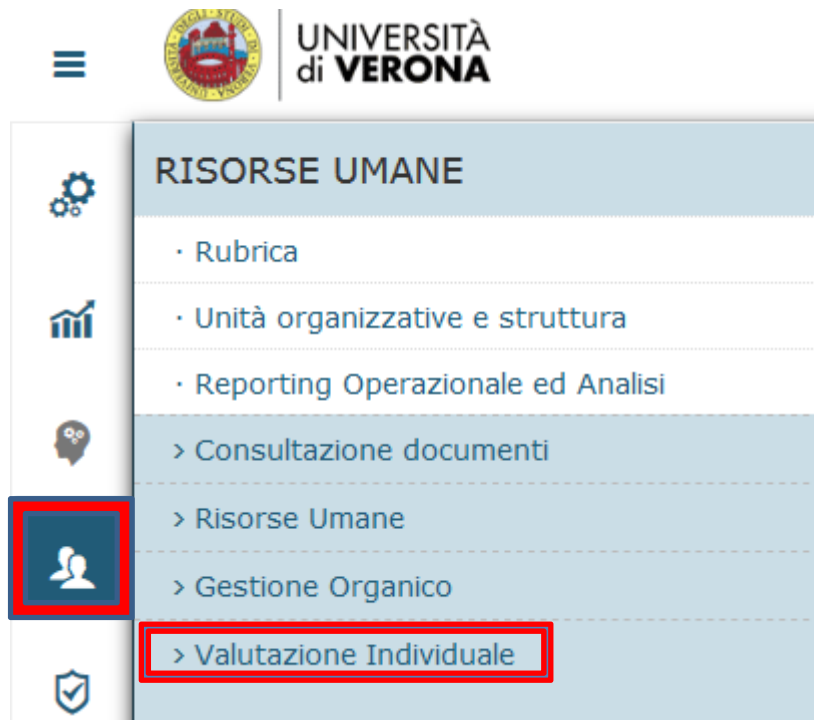 UNIVERSITÀ
di VERONA
RISORSE UMANE
· Rubrica
· Unità organizzative e struttura
· Reporting Operazionale ed Analisi
> Consultazione documenti
> Risorse Umane
> Gestione Organico
> Valutazione Individuale